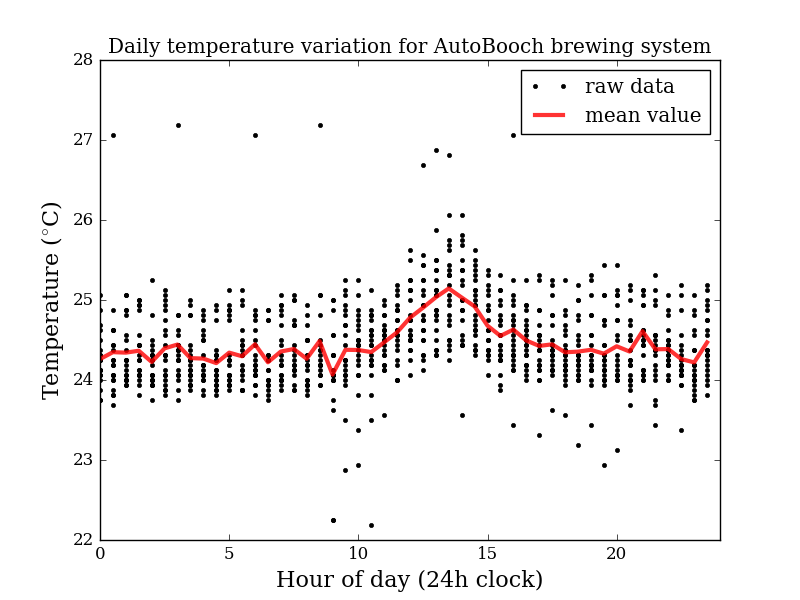 Daily temperature variation for AutoBooch brewing system
raw data
mean value
28
27
26
25
24
23
22
Temperature (°C)
0
5
10
15
20
Hour of day (24h clock)